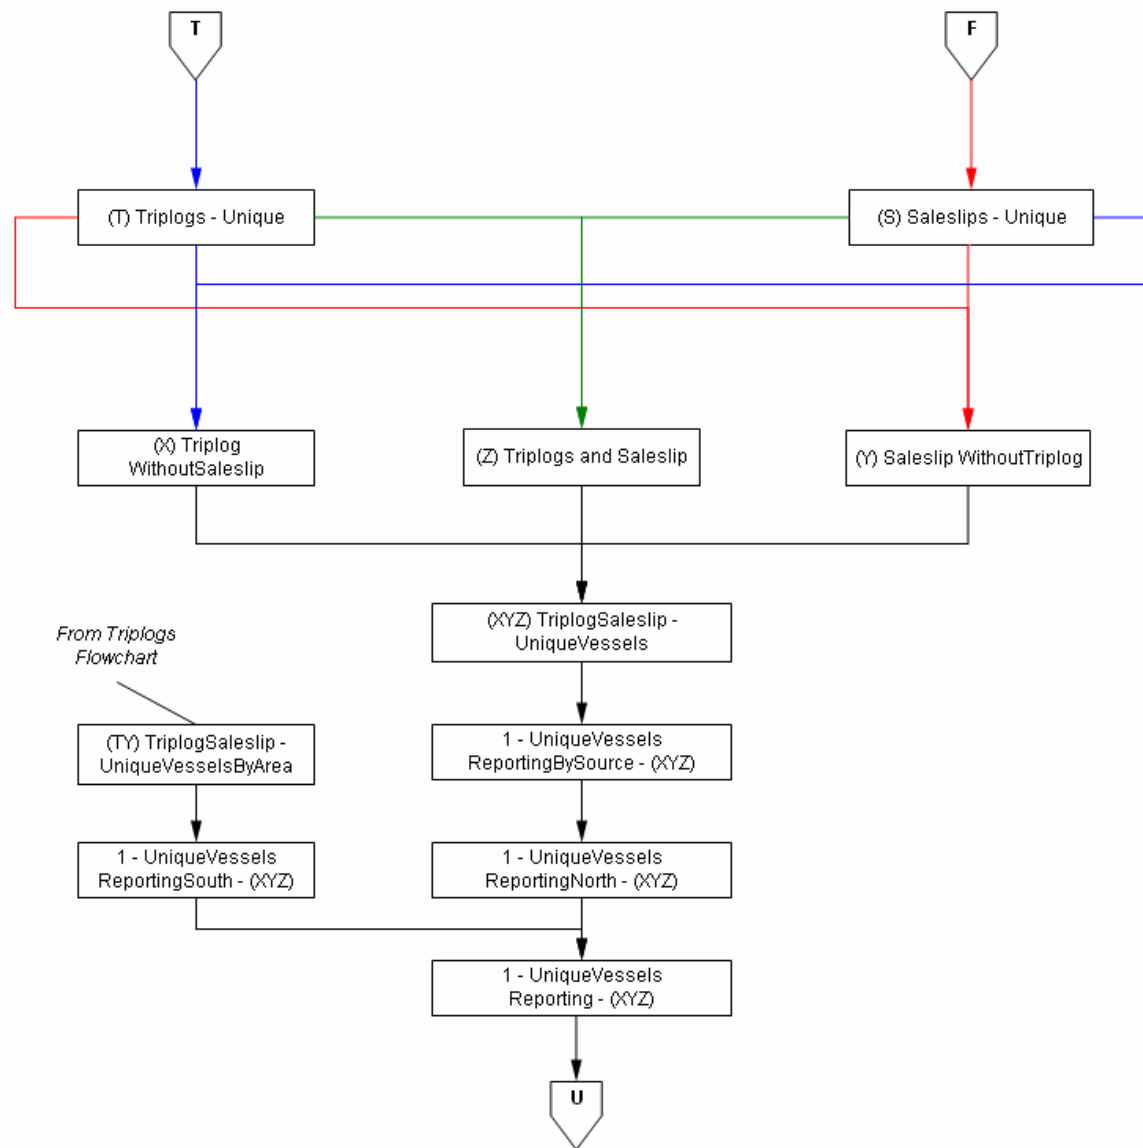 T
F
(T) Triplogs - Unique
(S) Saleslips - Unique
(X) Triplog
WithoutSaleslip
(Z) Triplogs and Saleslip
(Y) Saleslip WithoutTriplog
(XYZ) TriplogSaleslip -
UniqueVessels
From Triplogs
Flowchart
(TY) TriplogSaleslip -
UniqueVesselsByArea
1 - UniqueVessels
ReportingBySource - (XYZ)
1 - UniqueVessels
ReportingSouth - (XYZ)
1 - UniqueVessels
ReportingNorth - (XYZ)
1 - UniqueVessels
Reporting - (XYZ)
U